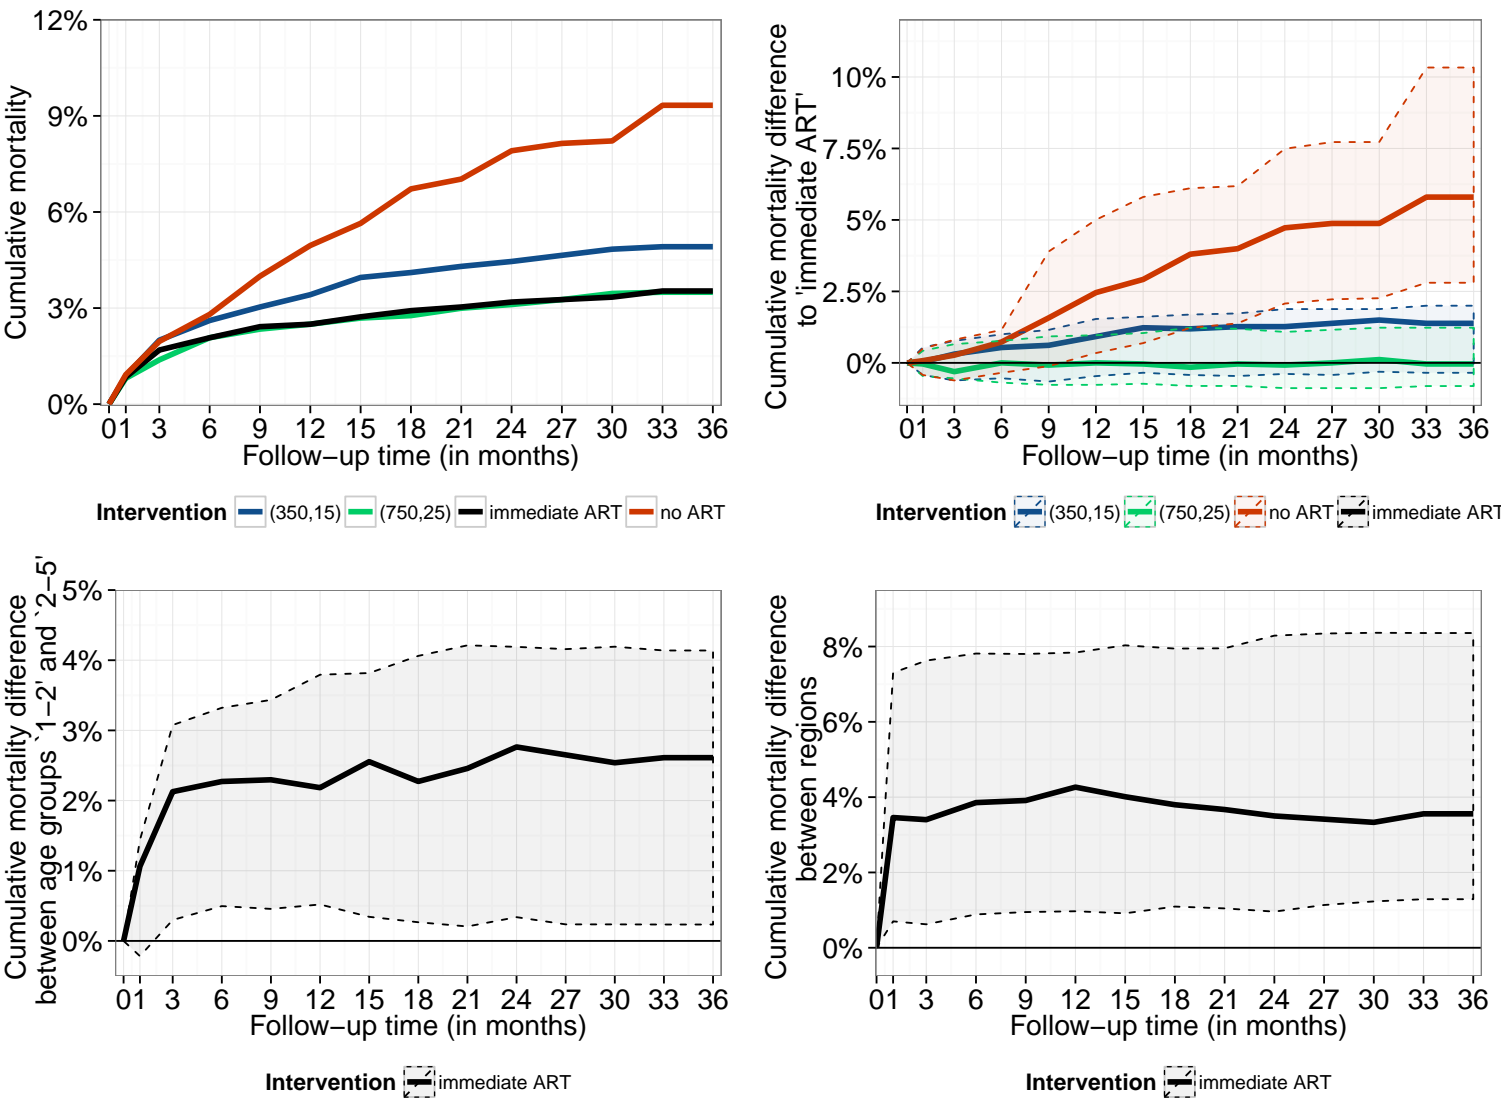 Cumulative mortality
12%
9%
6%
3%
0%
01 3 6 9 12 15 18 21 24 27 30 33 36
Follow−up time (in months)
Intervention (350,15) (750,25) immediate ART no ART
Cumulative mortality difference
to 'immediate ART'
10%
7.5%
5%
2.5%
0%
01 3 6 9 12 15 18 21 24 27 30 33 36
Follow−up time (in months)
Intervention (350,15) (750,25) no ART immediate ART
Cumulative mortality difference
between age groups `1−2' and `2−5'
5%
4%
3%
2%
1%
0%
01 3 6 9 12 15 18 21 24 27 30 33 36
Follow−up time (in months)
Intervention immediate ART
Cumulative mortality difference
between regions
8%
6%
4%
2%
0%
01 3 6 9 12 15 18 21 24 27 30 33 36
Follow−up time (in months)
Intervention immediate ART